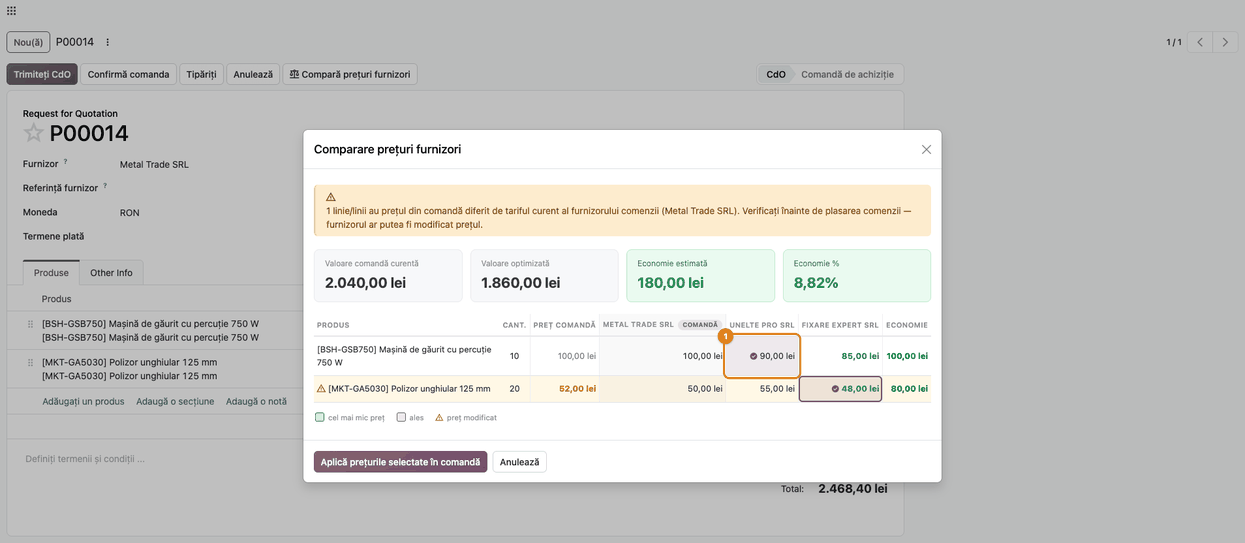 Nou(ă) P00014
1 / 1
Trimiteți CdO Confirmă comanda Tipăriți Anulează Compară prețuri furnizori
CdO Comandă de achiziție
Request for Quotation
P00014
Furnizor ? Metal Trade SRL
Referința furnizor ?
Moneda RON
Termene plată
Produse Other Info
Produs
[BSH-GSB750] Mașină de găurit cu percuție 750 W
[BSH-GSB750] Mașină de găurit cu percuție 750 W
[MKT-GA5030] Polizor unghiular 125 mm
[MKT-GA5030] Polizor unghiular 125 mm
Adăugați un produs Adaugă o secțiune Adaugă o notă
Definiți termenii și condiții ...
Total: 2.468,40 lei
Comparare prețuri furnizori
1 linie/linii au prețul din comandă diferit de tariful curent al furnizorului comenzii (Metal Trade SRL). Verificați înainte de plasarea comenzii —
furnizorul ar putea fi modificat prețul.
Valoare comandă curentă Valoare optimizată Economie estimată Economie %
2.040,00 lei 1.860,00 lei 180,00 lei 8,82%
PRODUS CANT. PREȚ COMANDĂ METAL TRADE SRL COMANDĂ UNELTE PRO SRL FIXARE EXPERT SRL ECONOMIE
1
[BSH-GSB750] Mașină de găurit cu percuție
750 W
10 100,00 lei 100,00 lei 90,00 lei 85,00 lei 100,00 lei
[MKT-GA5030] Polizor unghiular 125 mm 20 52,00 lei 50,00 lei 55,00 lei 48,00 lei 80,00 lei
cel mai mic preț ales preț modificat
Aplică prețurile selectate în comandă Anulează